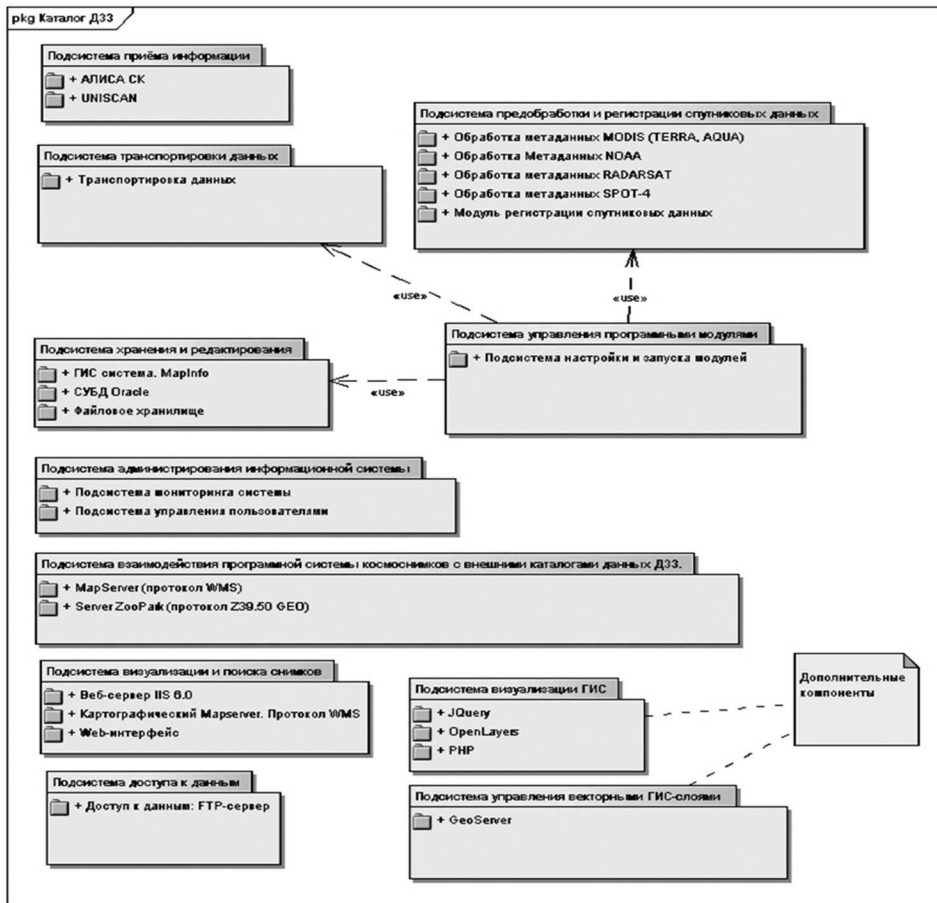 pkg Каталог ДЗЗ
Подсистема приёма информации
+ АЛИСА СК
+ UNISCAN
Подсистема предобработки и регистрации спутниковых данных
+ Обработка метаданных MODIS (TERRA, AQUA)
+ Обработка Метаданных NOAA
+ Обработка метаданных RADARSAT
+ Обработка метаданных SPOT-4
+ Модуль регистрации спутниковых данных
Подсистема транспортировки данных
+ Транспортировка данных
«use»
«use»
Подсистема управления программными модулями
+ Подсистема настройки и запуска модулей
Подсистема хранения и редактирования
+ ГИС система. MapInfo
+ СУБД Oracle
+ Файловое хранилище
«use»
Подсистема администрирования информационной системы
+ Подсистема мониторинга системы
+ Подсистема управления пользователями
Подсистема взаимодействия программной системы космоснимков с внешними каталогами данных ДЗЗ.
+ MapServer (протокол WMS)
+ Server ZooPark (протокол Z39.50 GEO)
Подсистема визуализации и поиска снимков
+ Веб-сервер IIS 6.0
+ Картографический Mapserver. Протокол WMS
+ Web-интерфейс
Подсистема визуализации ГИС
+ JQuery
+ OpenLayers
+ PHP
Дополнительные
компоненты
Подсистема доступа к данным
+ Доступ к данным: FTP-сервер
Подсистема управления векторными ГИС-слоями
+ GeoServer